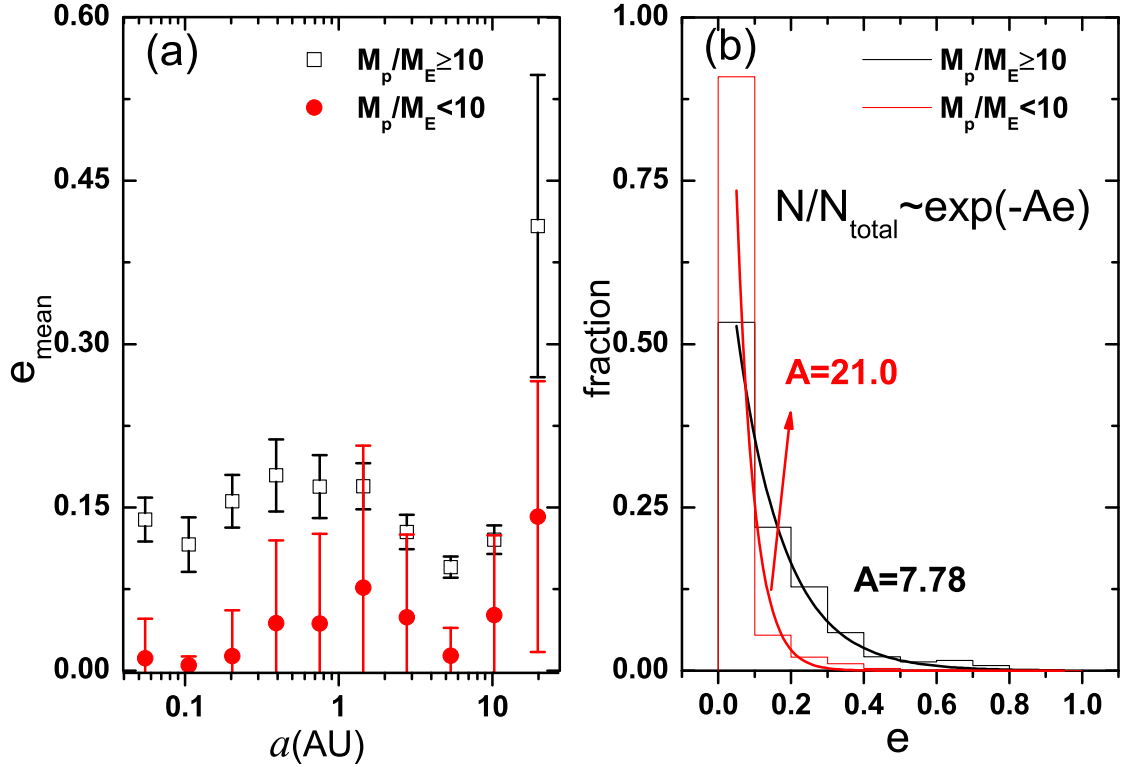 (a)
M_p/M_E≥10
M_p/M_E<10
0.60
0.45
0.30
0.15
0.00
e_mean
0.1
1
10
a(AU)
(b)
M_p/M_E≥10
M_p/M_E<10
N/N_total~exp(-Ae)
A=21.0
A=7.78
1.00
0.75
0.50
0.25
0.00
fraction
0.0
0.2
0.4
0.6
0.8
1.0
e